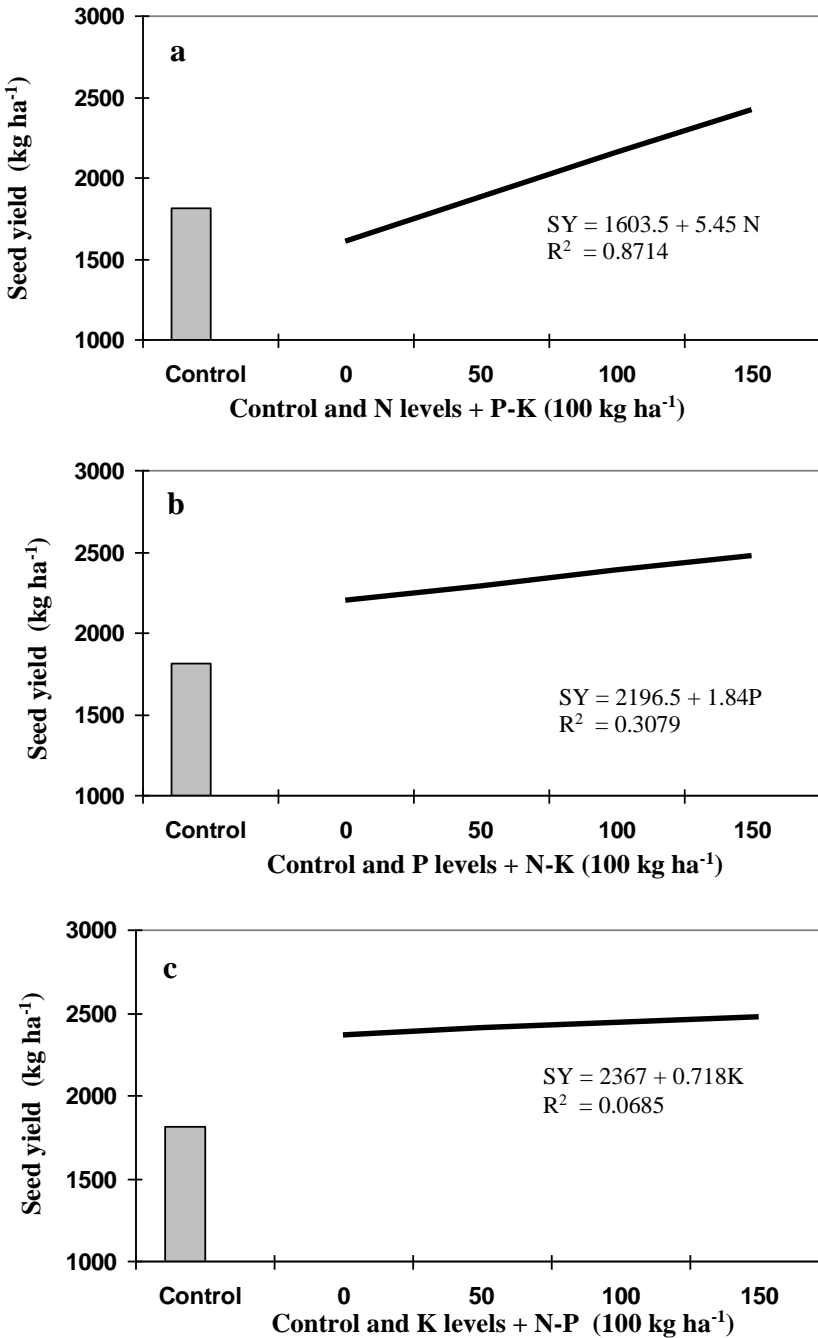 3000
a
2500
2000
1500
1000
Seed yield (kg ha⁻¹)
SY = 1603.5 + 5.45 N
R² = 0.8714
Control 0 50 100 150
Control and N levels + P-K (100 kg ha⁻¹)
3000
b
2500
2000
1500
1000
Seed yield (kg ha⁻¹)
SY = 2196.5 + 1.84P
R² = 0.3079
Control 0 50 100 150
Control and P levels + N-K (100 kg ha⁻¹)
3000
c
2500
2000
1500
1000
Seed yield (kg ha⁻¹)
SY = 2367 + 0.718K
R² = 0.0685
Control 0 50 100 150
Control and K levels + N-P (100 kg ha⁻¹)